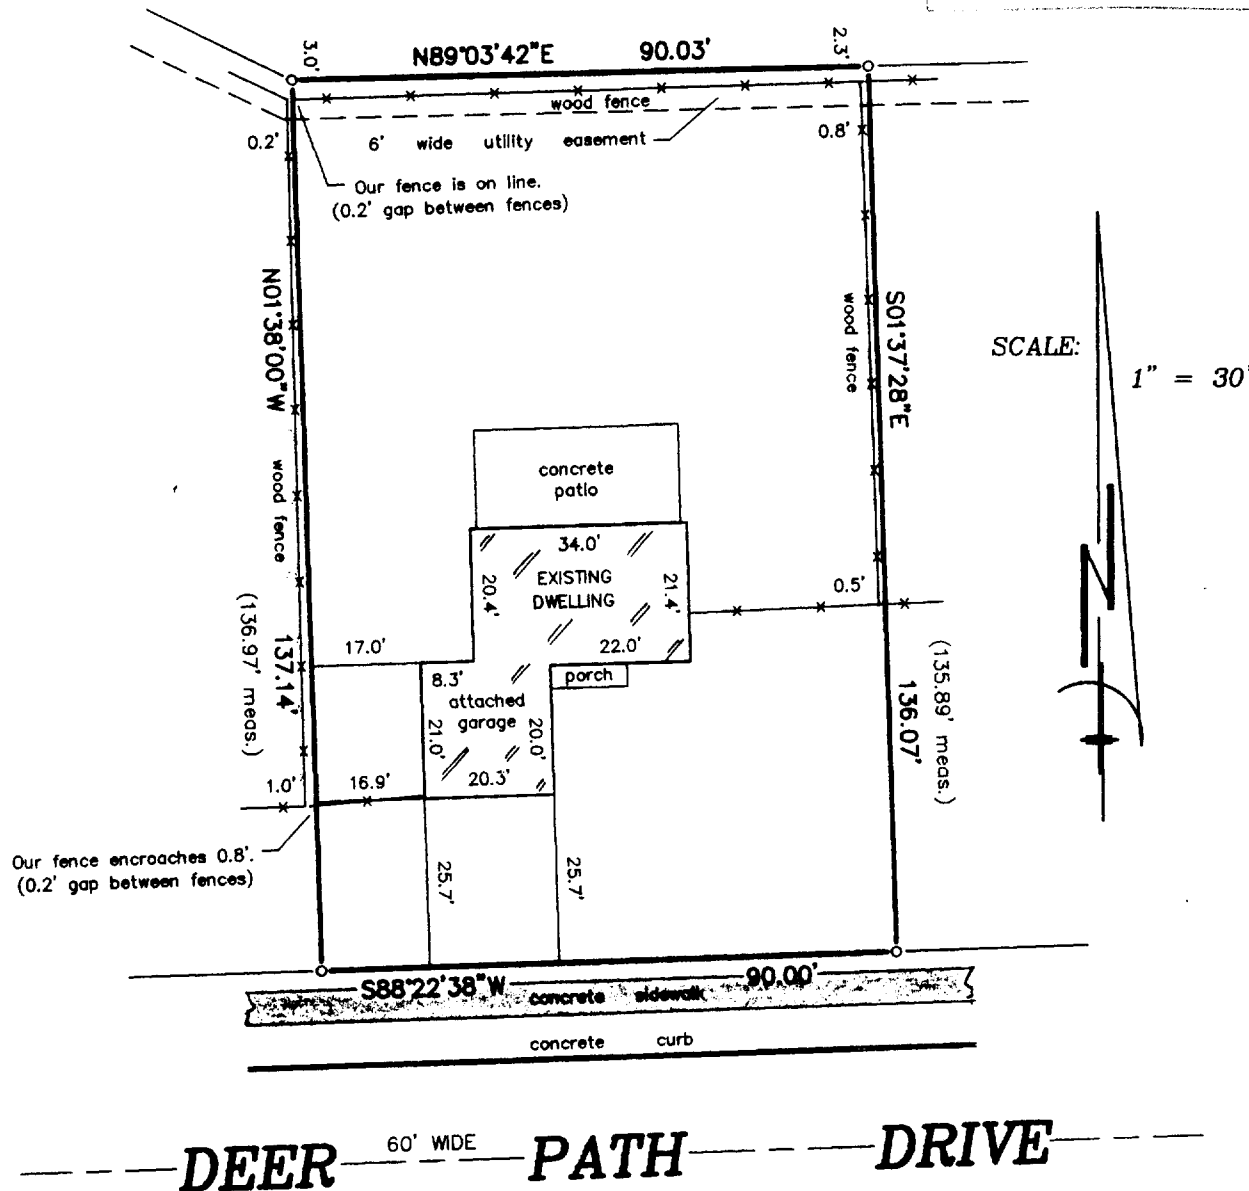 3.0'
N89°03'42"E 90.03'
2.3'
wood fence
0.2'
6' wide utility easement
0.8'
Our fence is on line.
(0.2' gap between fences)
N01°38'00"W
wood fence
S01°37'28"E
SCALE:
1" = 30'
wood fence
concrete
patio
34.0'
EXISTING
DWELLING
20.4'
21.4'
0.5'
N
(136.97' meas.)
137.14'
17.0'
22.0'
8.3'
porch
attached
garage
21.0'
20.0'
136.07'
(135.89' meas.)
1.0'
16.9'
20.3'
Our fence encroaches 0.8'.
(0.2' gap between fences)
25.7'
25.7'
S88°22'38"W 90.00'
concrete sidewalk
concrete curb
DEER 60' WIDE PATH DRIVE